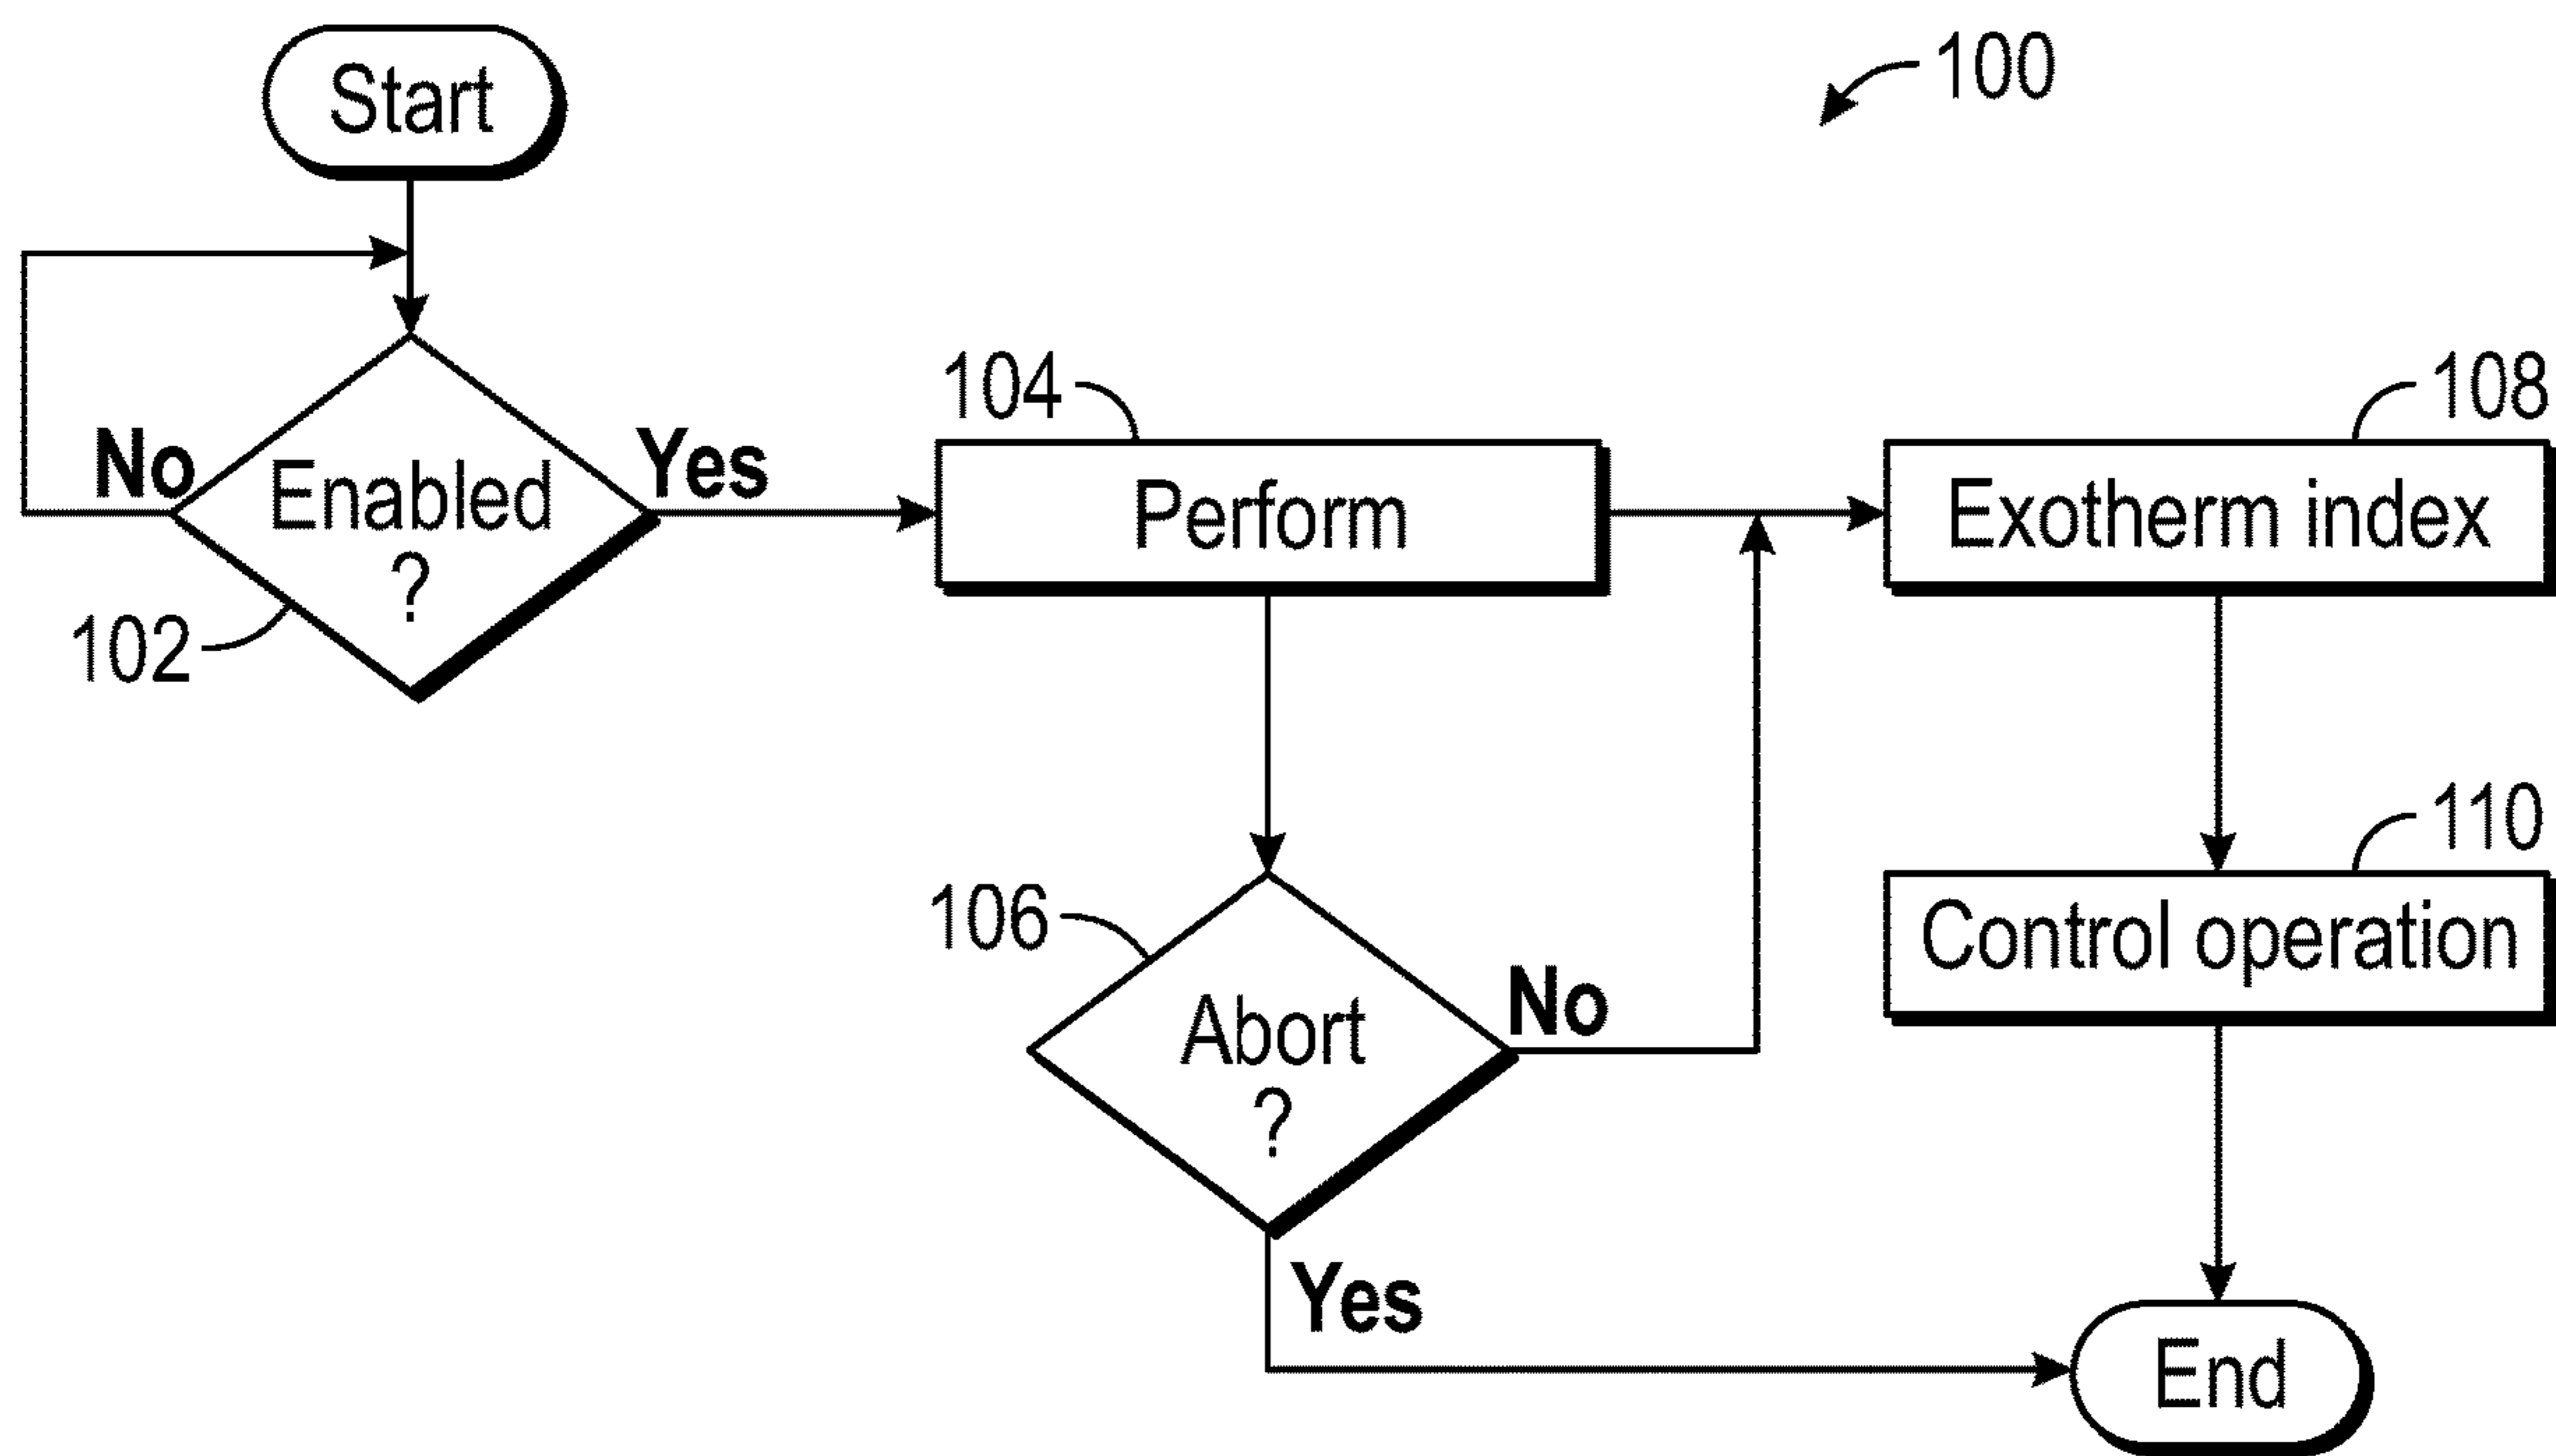 Start
100
No
Enabled
?
Yes
102
104
Perform
108
Exotherm index
106
Abort
?
No
Yes
110
Control operation
End